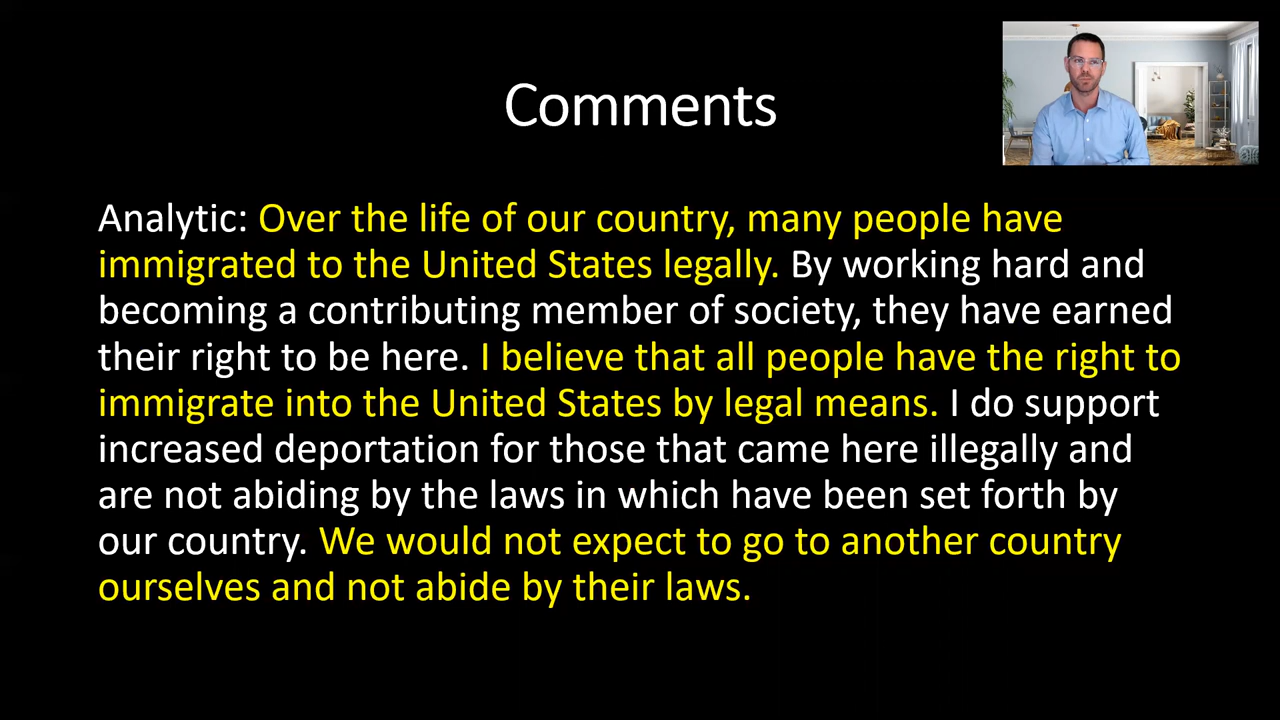 Comments
Analytic: Over the life of our country, many people have
immigrated to the United States legally. By working hard and
becoming a contributing member of society, they have earned
their right to be here. I believe that all people have the right to
immigrate into the United States by legal means. I do support
increased deportation for those that came here illegally and
are not abiding by the laws in which have been set forth by
our country. We would not expect to go to another country
ourselves and not abide by their laws.